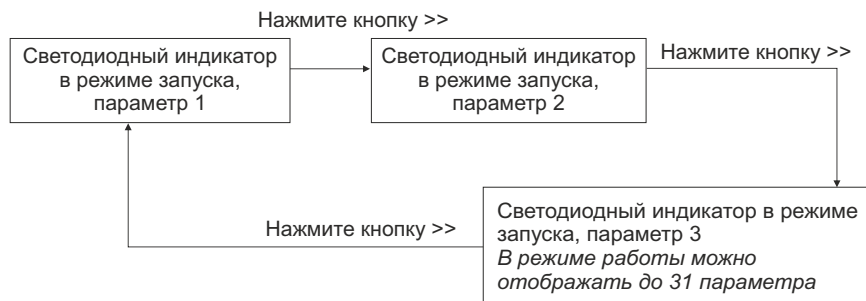 Нажмите кнопку >>
Светодиодный индикатор
в режиме запуска,
параметр 1
Светодиодный индикатор
в режиме запуска,
параметр 2
Нажмите кнопку >>
Светодиодный индикатор в режиме
запуска, параметр 3
В режиме работы можно
отображать до 31 параметра
Нажмите кнопку >>